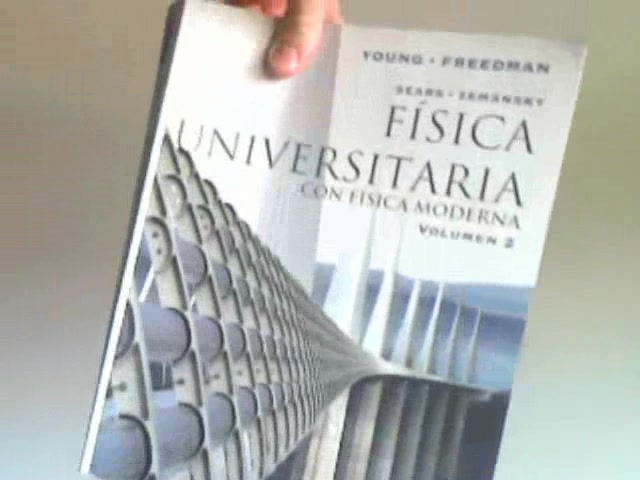 YOUNG • FREEDMAN
SEARS • ZEMANSKY
FÍSICA
UNIVERSITARIA
CON FÍSICA MODERNA
VOLUMEN 2